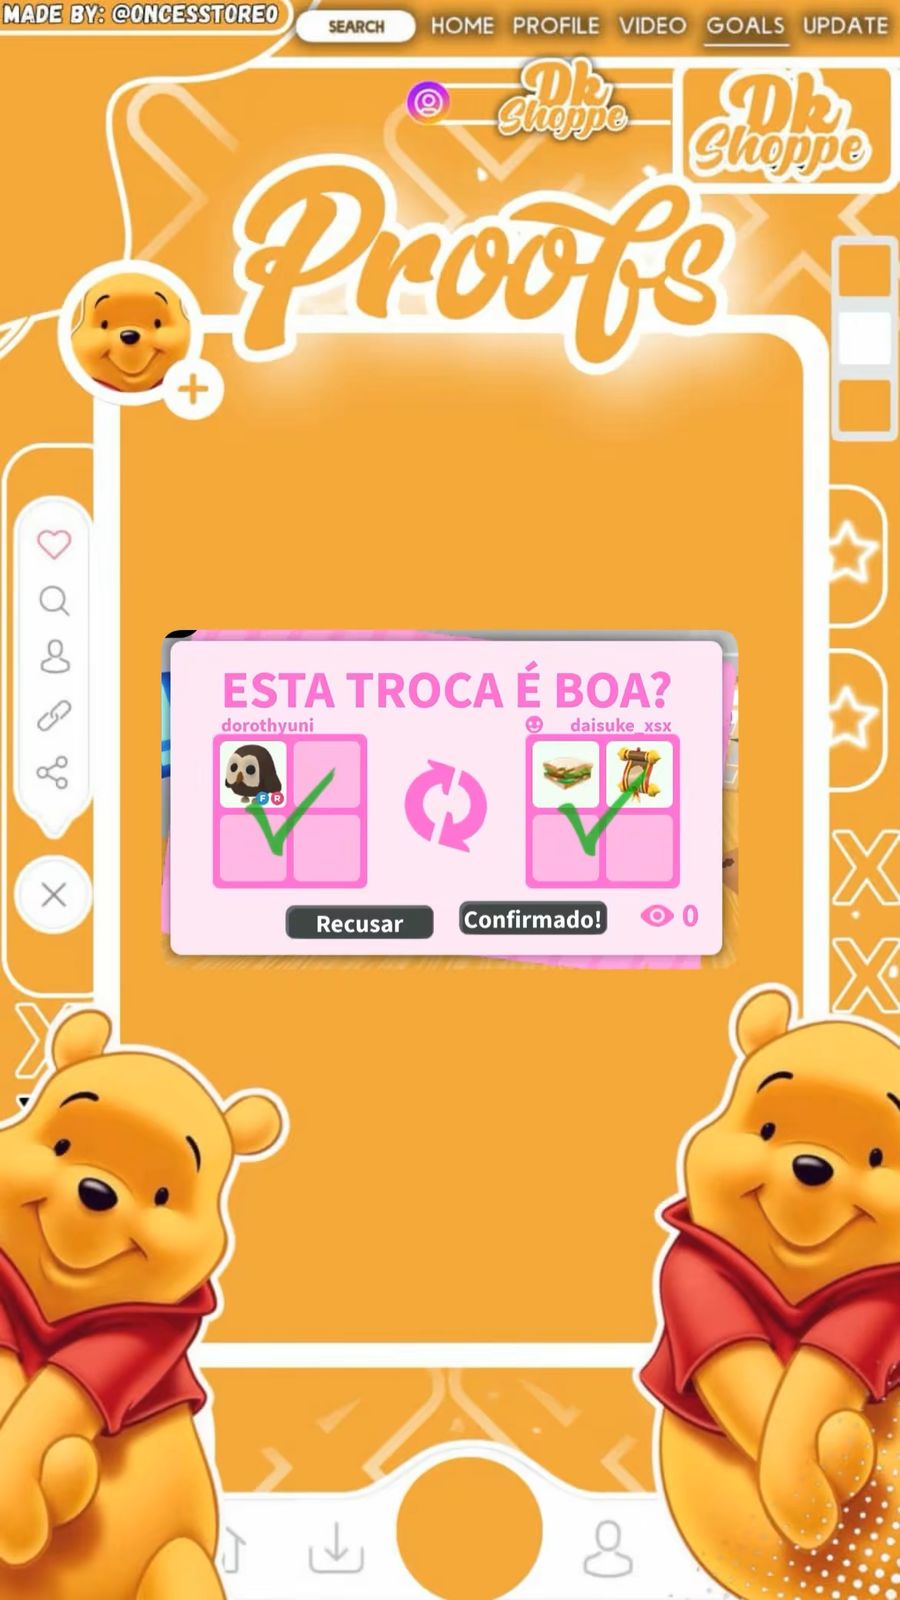 MADE BY: @ONCESSTOREO
SEARCH HOME PROFILE VIDEO GOALS UPDATE
Dk
Shoppe
Dk
Shoppe
Proofs
ESTA TROCA É BOA?
dorothyuni
daisuke_xsx
F R
Recusar
Confirmado!
0